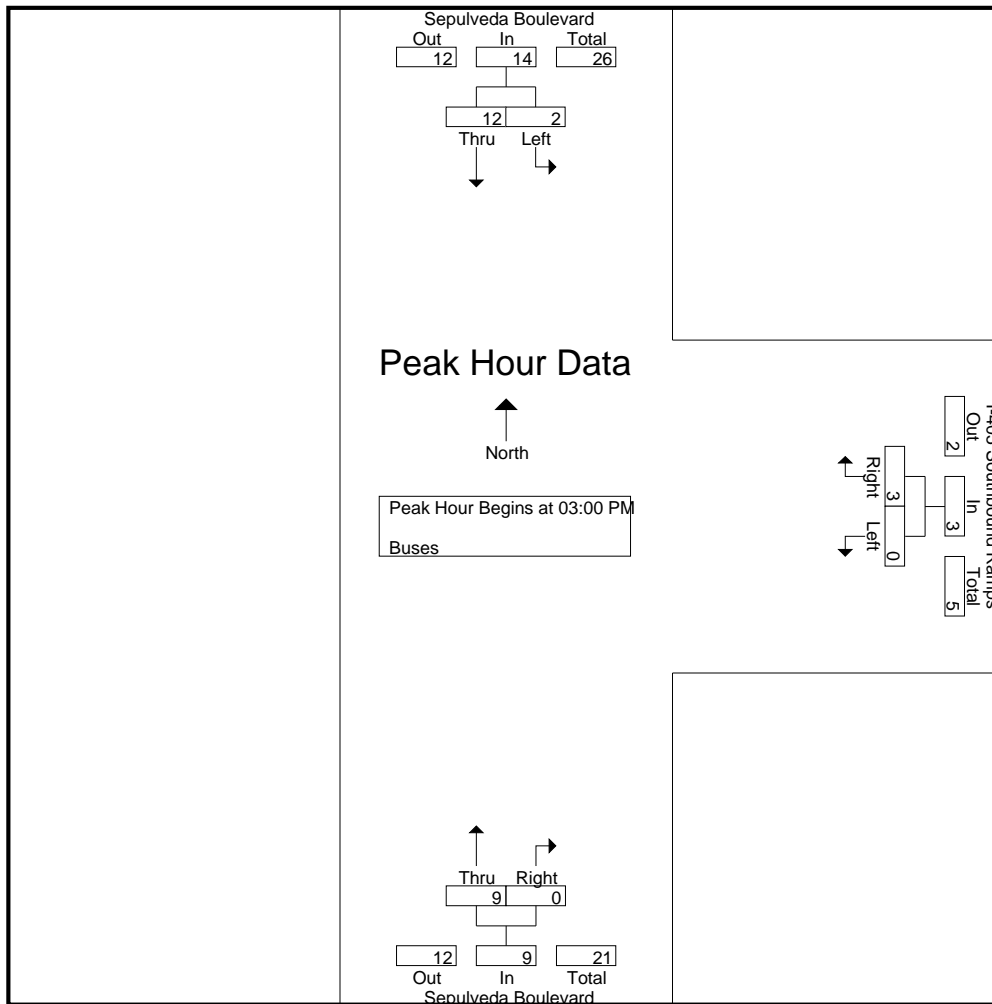 Sepulveda Boulevard
Out In Total
12 14 26
12 2
Thru Left
Peak Hour Data
North
Peak Hour Begins at 03:00 PM
Buses
Southbound Ramps
Out In Total
2 3 5
3 0
Right Left
Thru Right
9 0
12 9 21
Out In Total
Sepulveda Boulevard